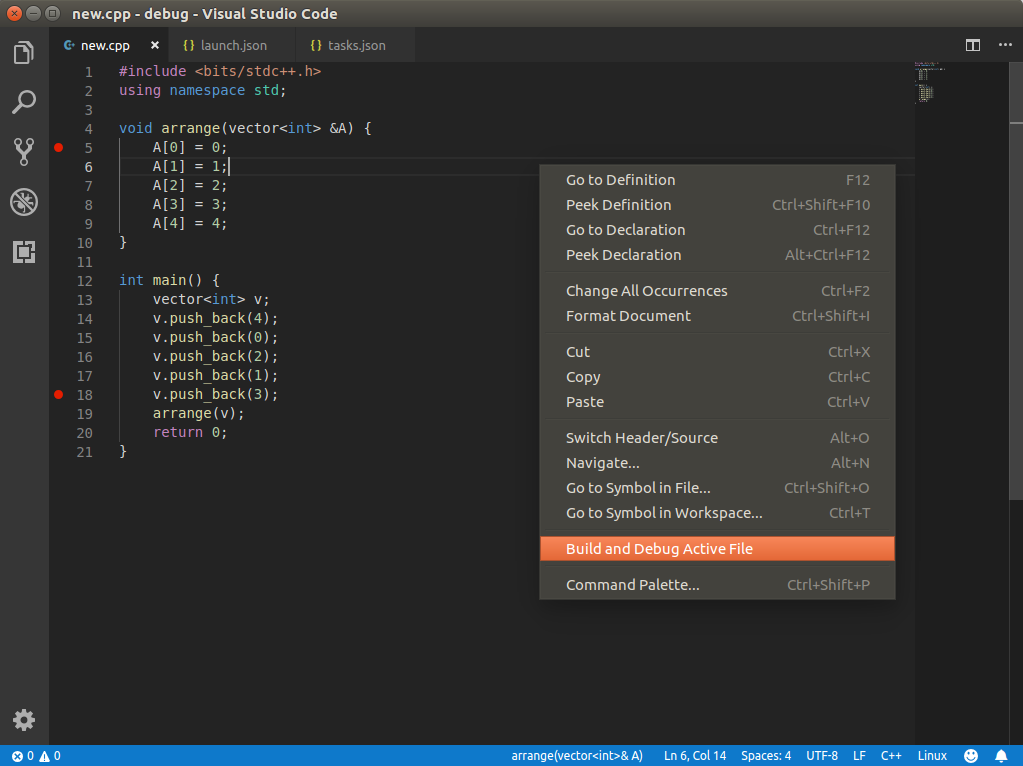 new.cpp - debug - Visual Studio Code
new.cpp × {} launch.json {} tasks.json
1 #include <bits/stdc++.h>
2 using namespace std;
3
4 void arrange(vector<int> &A) {
5 A[0] = 0;
6 A[1] = 1;
7 A[2] = 2;
8 A[3] = 3;
9 A[4] = 4;
10 }
11
12 int main() {
13 vector<int> v;
14 v.push_back(4);
15 v.push_back(0);
16 v.push_back(2);
17 v.push_back(1);
18 v.push_back(3);
19 arrange(v);
20 return 0;
21 }
Go to Definition F12
Peek Definition Ctrl+Shift+F10
Go to Declaration Ctrl+F12
Peek Declaration Alt+Ctrl+F12
Change All Occurrences Ctrl+F2
Format Document Ctrl+Shift+I
Cut Ctrl+X
Copy Ctrl+C
Paste Ctrl+V
Switch Header/Source Alt+O
Navigate... Alt+N
Go to Symbol in File... Ctrl+Shift+O
Go to Symbol in Workspace... Ctrl+T
Build and Debug Active File
Command Palette... Ctrl+Shift+P
0 0 arrange(vector<int>& A) Ln 6, Col 14 Spaces: 4 UTF-8 LF C++ Linux